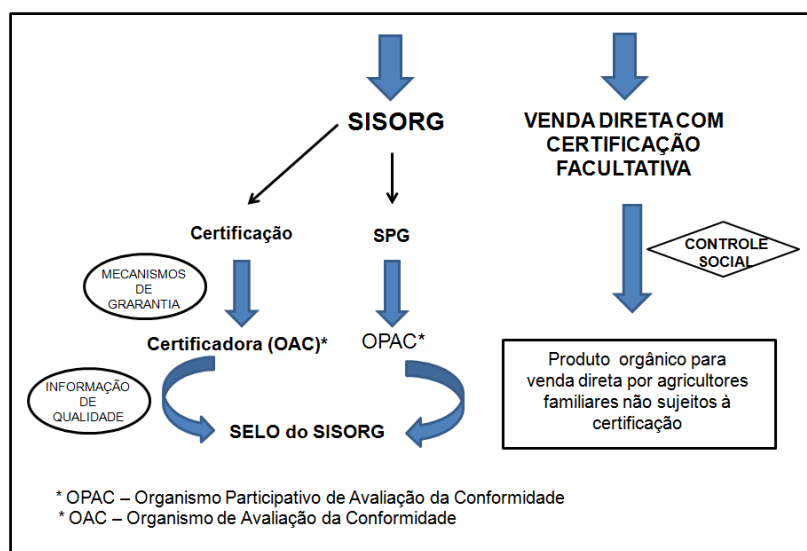 SISORG
VENDA DIRETA COM
CERTIFICAÇÃO
FACULTATIVA
Certificação
SPG
CONTROLE
SOCIAL
MECANISMOS
DE
GRARANTIA
Certificadora (OAC)*
OPAC*
Produto orgânico para
venda direta por agricultores
familiares não sujeitos à
certificação
INFORMAÇÃO
DE
QUALIDADE
SELO do SISORG
* OPAC – Organismo Participativo de Avaliação da Conformidade
* OAC – Organismo de Avaliação da Conformidade